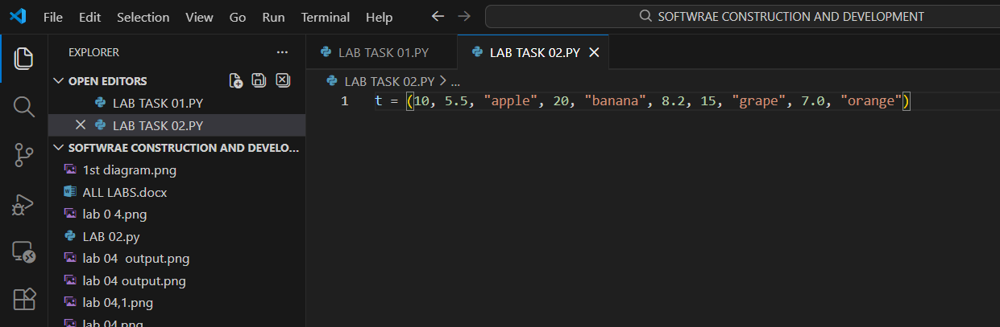 File Edit Selection View Go Run Terminal Help
SOFTWRAE CONSTRUCTION AND DEVELOPMENT
EXPLORER
OPEN EDITORS
LAB TASK 01.PY
LAB TASK 02.PY
SOFTWRAE CONSTRUCTION AND DEVELO...
1st diagram.png
ALL LABS.docx
lab 0 4.png
LAB 02.py
lab 04  output.png
lab 04 output.png
lab 04,1.png
lab 04.png
LAB TASK 01.PY
LAB TASK 02.PY
LAB TASK 02.PY > ...
1 t = (10, 5.5, "apple", 20, "banana", 8.2, 15, "grape", 7.0, "orange")